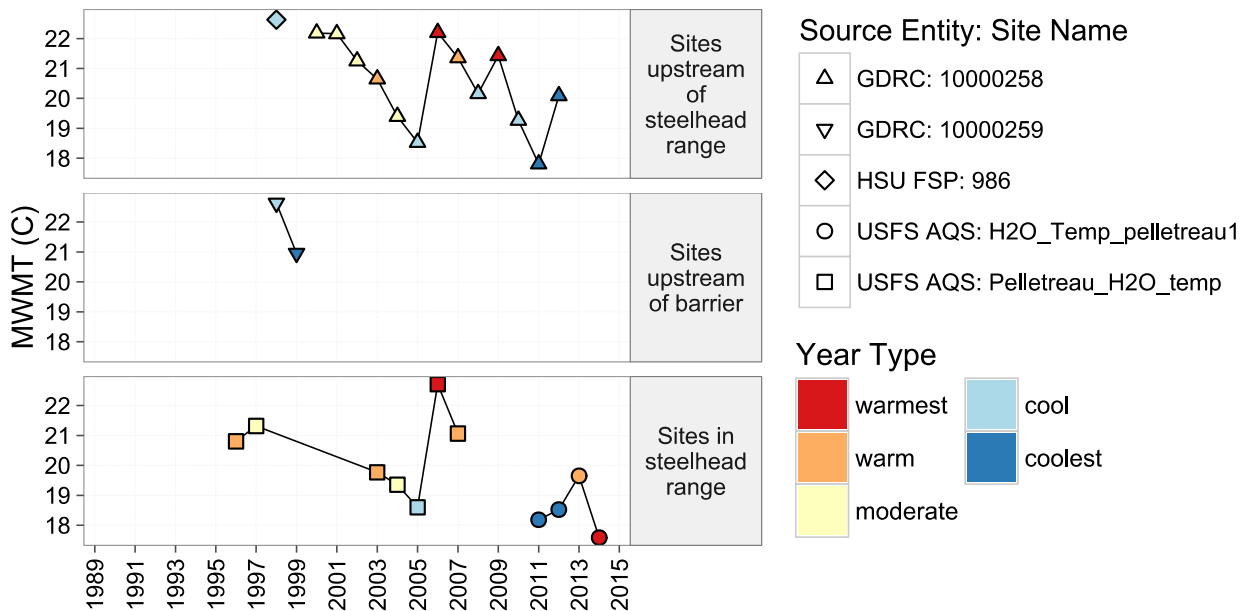 MWMT (C)
22
21
20
19
18
Sites
upstream
of
steelhead
range
22
21
20
19
18
Sites
upstream
of barrier
22
21
20
19
18
Sites in
steelhead
range
1989
1991
1993
1995
1997
1999
2001
2003
2005
2007
2009
2011
2013
2015
Source Entity: Site Name
GDRC: 10000258
GDRC: 10000259
HSU FSP: 986
USFS AQS: H2O_Temp_pelletreau1
USFS AQS: Pelletreau_H2O_temp
Year Type
warmest
cool
warm
coolest
moderate